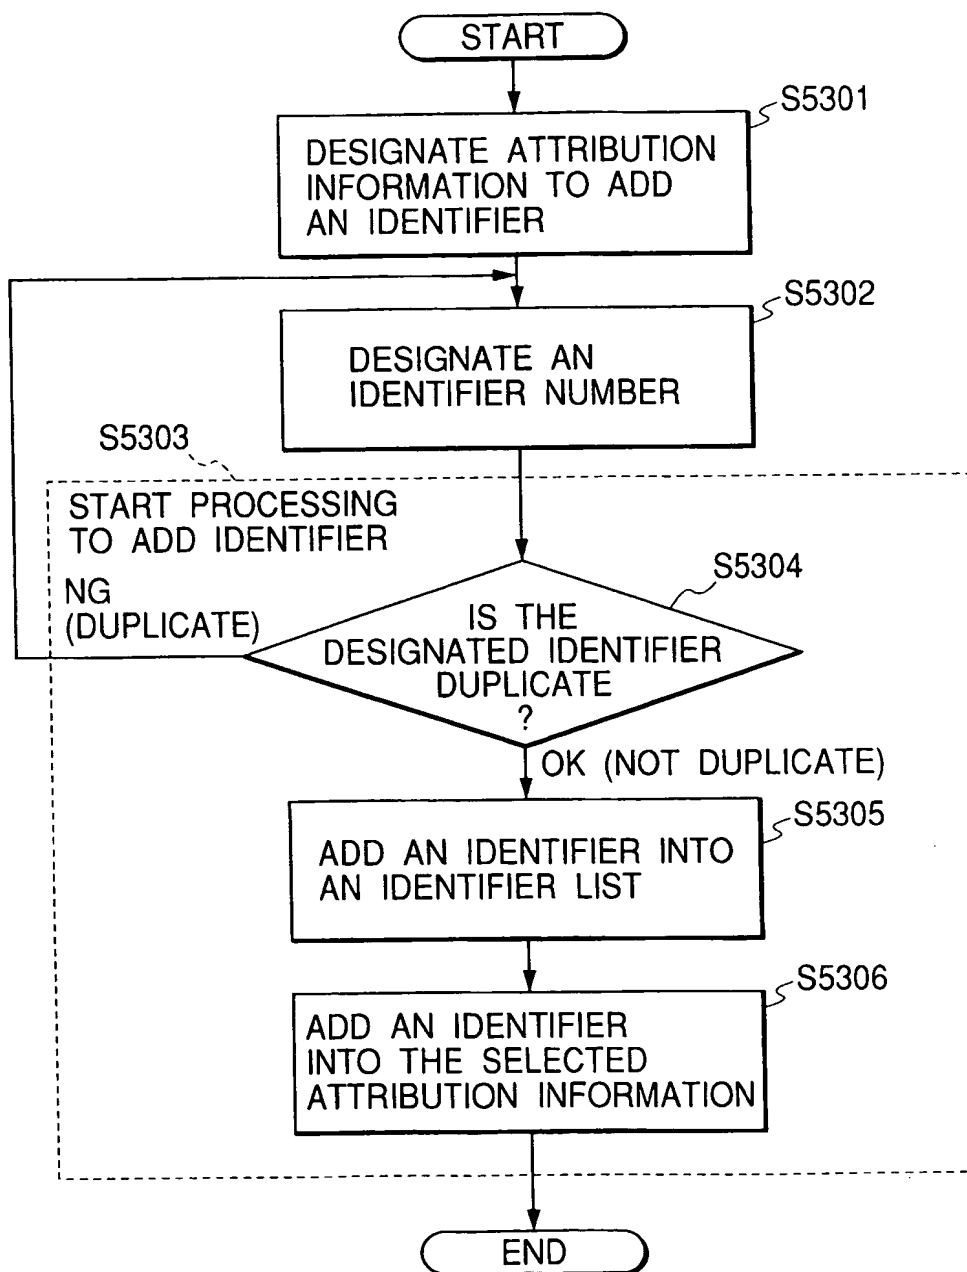 START
S5301
DESIGNATE ATTRIBUTION
INFORMATION TO ADD
AN IDENTIFIER
S5302
DESIGNATE AN
IDENTIFIER NUMBER
S5303
START PROCESSING
TO ADD IDENTIFIER
NG
(DUPLICATE)
S5304
IS THE
DESIGNATED IDENTIFIER
DUPLICATE
?
OK (NOT DUPLICATE)
S5305
ADD AN IDENTIFIER INTO
AN IDENTIFIER LIST
S5306
ADD AN IDENTIFIER
INTO THE SELECTED
ATTRIBUTION INFORMATION
END